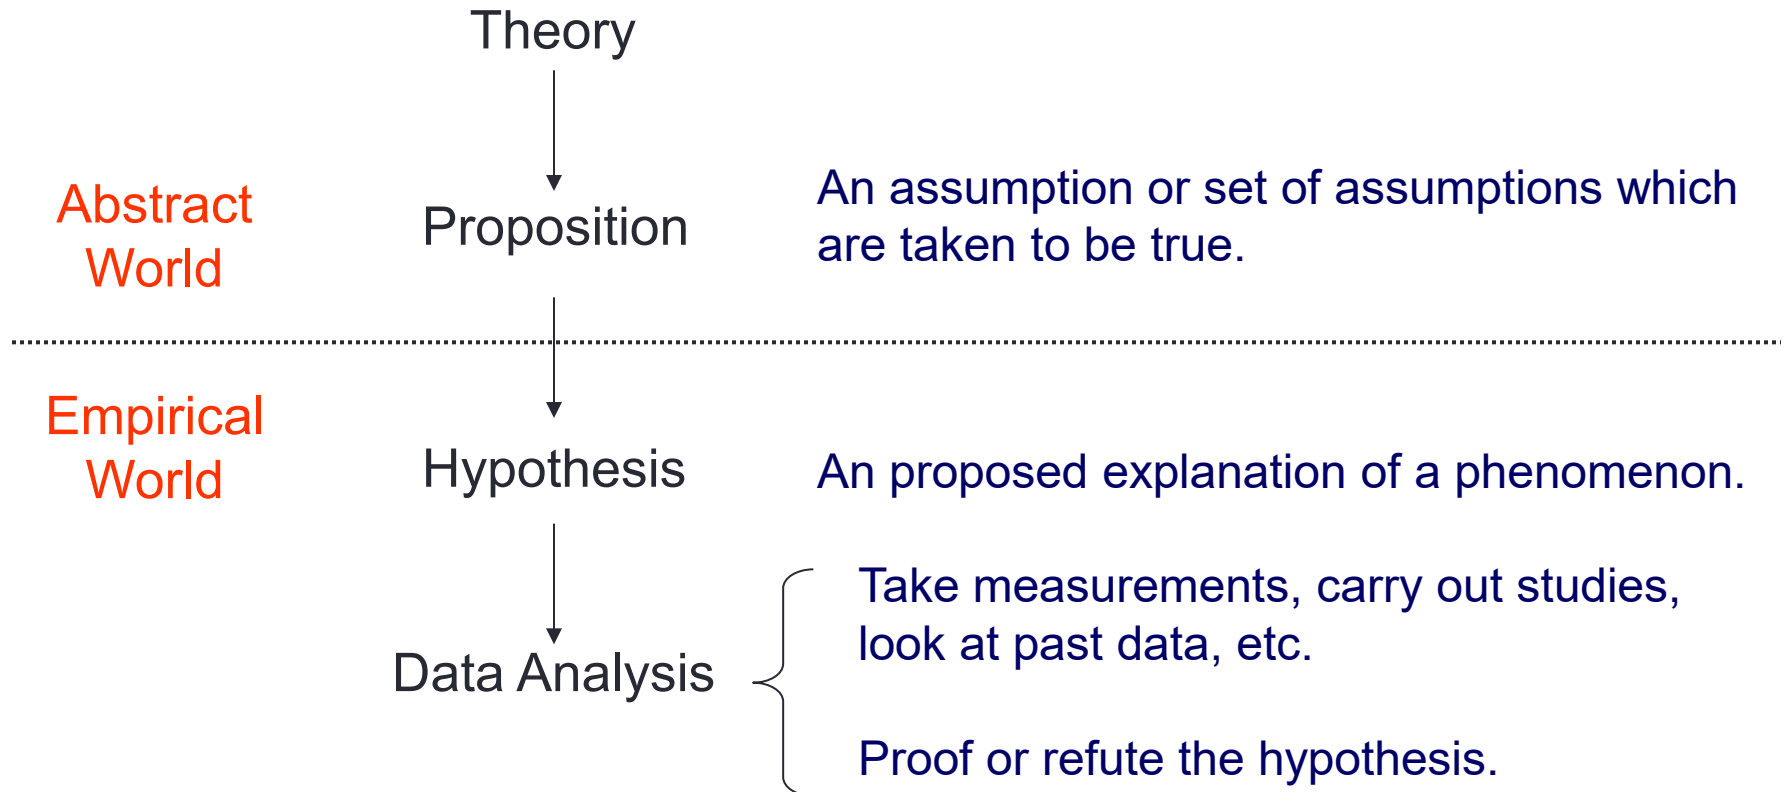 Theory
Abstract
World
Proposition
An assumption or set of assumptions which
are taken to be true.
Empirical
World
Hypothesis
An proposed explanation of a phenomenon.
Data Analysis
Take measurements, carry out studies,
look at past data, etc.
Proof or refute the hypothesis.